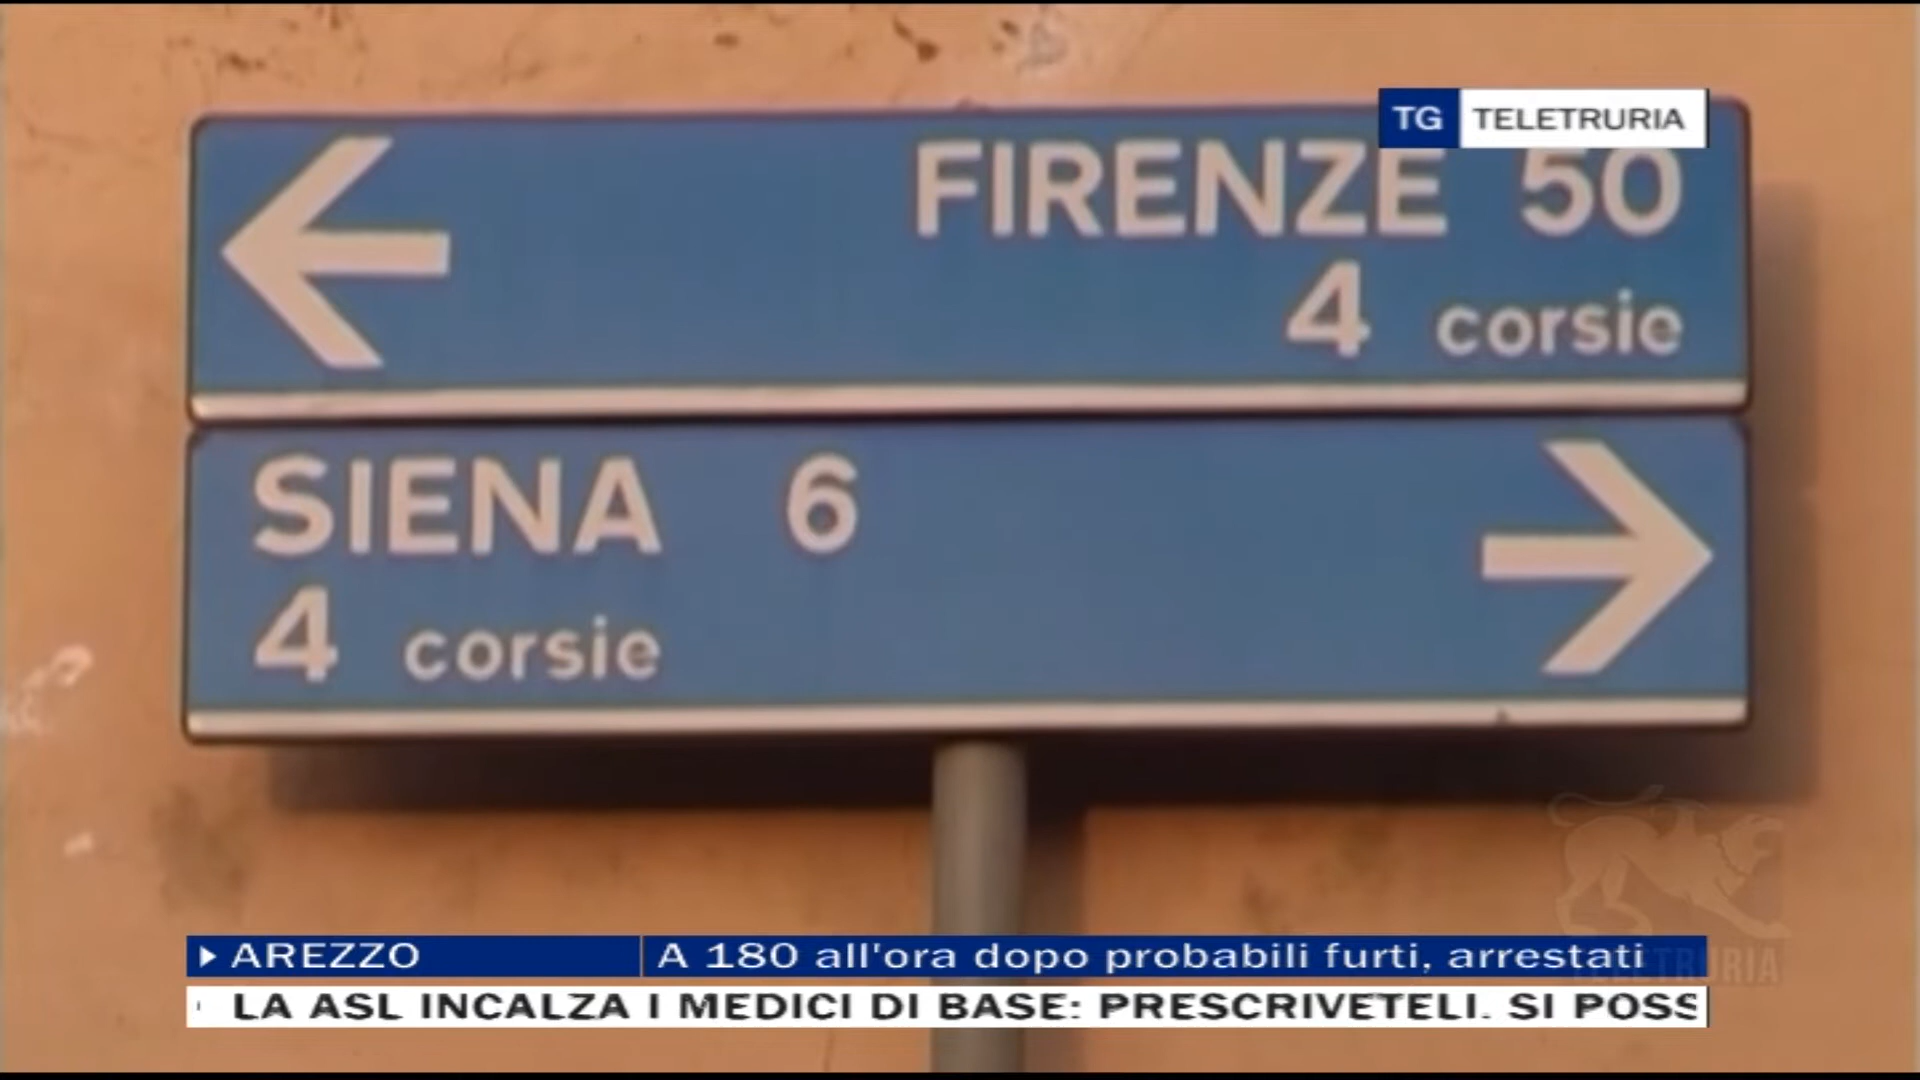 TG TELETRURIA
FIRENZE 50
4 corsie
SIENA 6
4 corsie
TELETRURIA
AREZZO A 180 all'ora dopo probabili furti, arrestati
LA ASL INCALZA I MEDICI DI BASE: PRESCRIVETELI. SI POSS